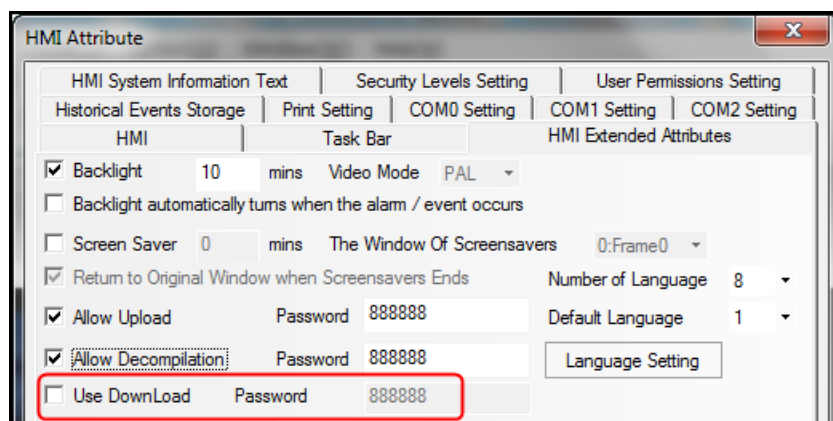 HMI Attribute
HMI System Information Text Security Levels Setting User Permissions Setting
Historical Events Storage Print Setting COM0 Setting COM1 Setting COM2 Setting
HMI Task Bar HMI Extended Attributes
Backlight 10 mins Video Mode PAL
Backlight automatically turns when the alarm / event occurs
Screen Saver 0 mins The Window Of Screensavers 0:Frame0
Return to Original Window when Screensavers Ends Number of Language 8
Allow Upload Password 888888 Default Language 1
Allow Decompilation Password 888888 Language Setting
Use DownLoad Password 888888